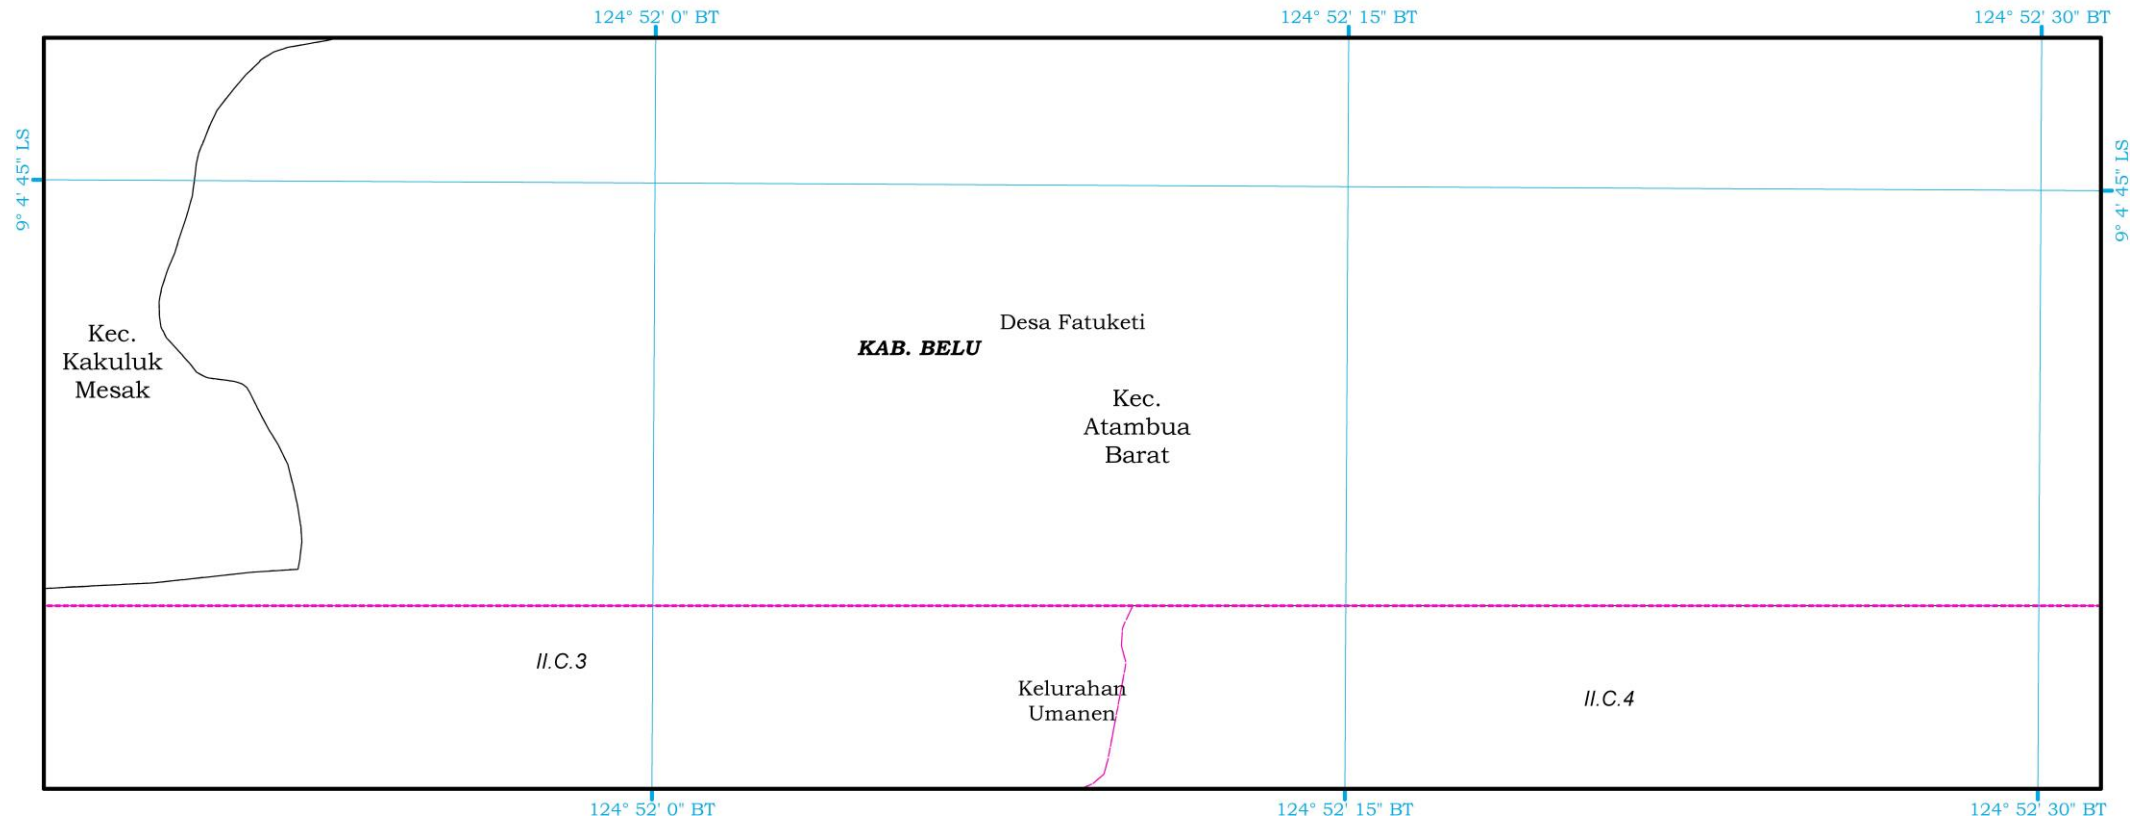 124° 52' 0" BT
124° 52' 15" BT
124° 52' 30" BT
9° 4' 45" LS
9° 4' 45" LS
Desa Fatuketi
KAB. BELU
Kec.
Kakuluk
Mesak
Kec.
Atambua
Barat
II.C.3
Kelurahan
Umanen
II.C.4
124° 52' 0" BT
124° 52' 15" BT
124° 52' 30" BT